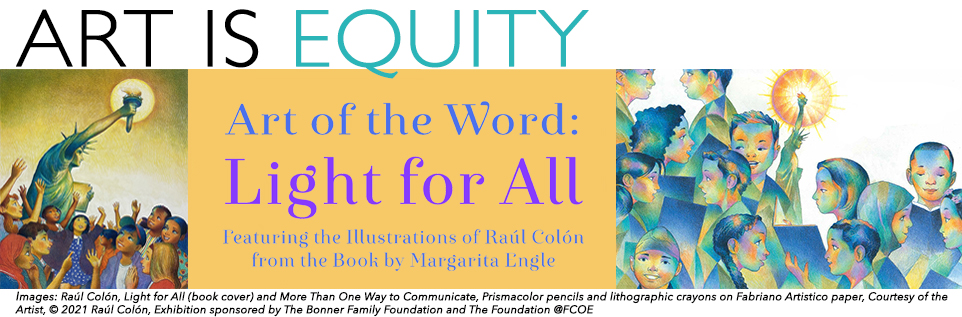 ART IS EQUITY
Art of the Word:
Light for All
Featuring the Illustrations of Raúl Colón
from the Book by Margarita Engle
Images: Raúl Colón, Light for All (book cover) and More Than One Way to Communicate, Prismacolor pencils and lithographic crayons on Fabriano Artistico paper, Courtesy of the
Artist, © 2021 Raúl Colón, Exhibition sponsored by The Bonner Family Foundation and The Foundation @FCOE